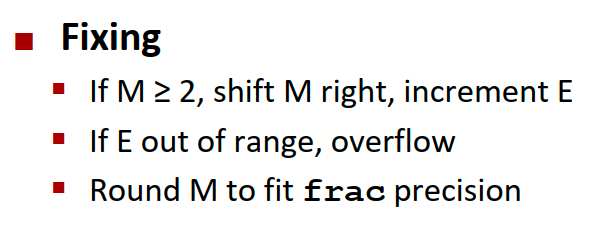 Fixing
If M ≥ 2, shift M right, increment E
If E out of range, overflow
Round M to fit frac precision